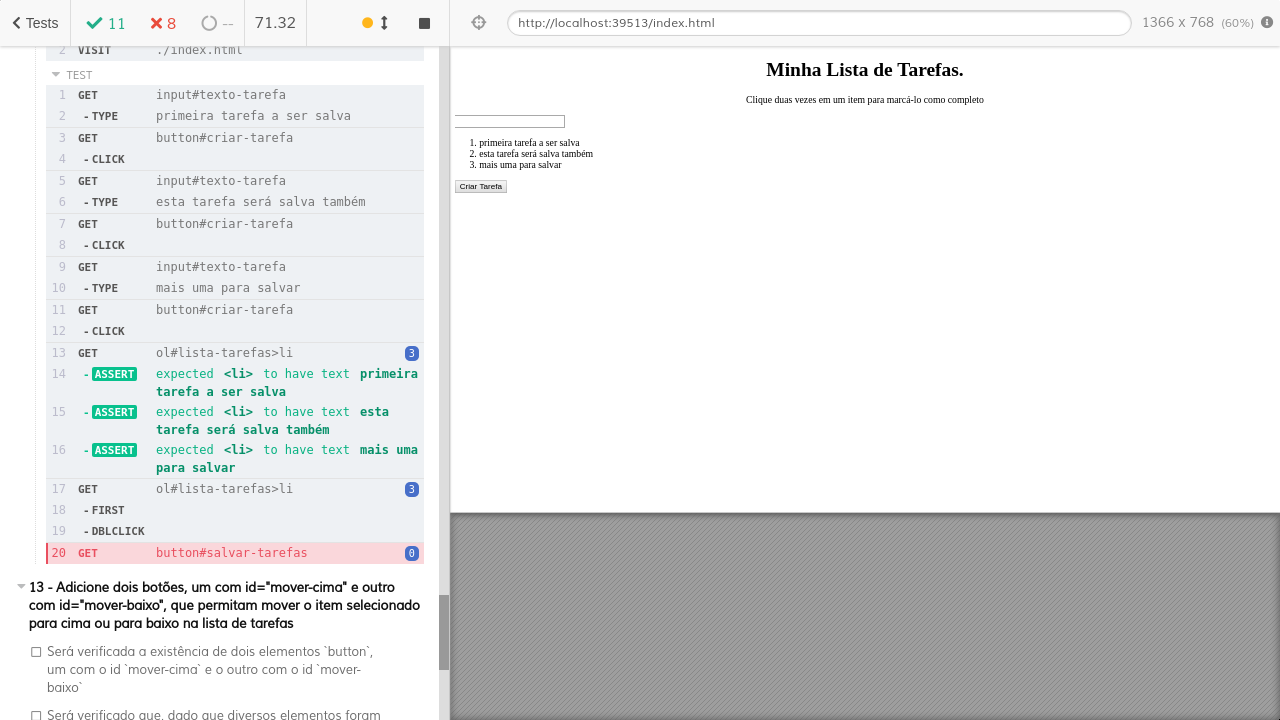 Tests
11
8
--
71.32
http://localhost:39513/index.html
1366 x 768 (60%)
2 VISIT ./index.html
TEST
1 GET input#texto-tarefa
2 -TYPE primeira tarefa a ser salva
3 GET button#criar-tarefa
4 -CLICK
5 GET input#texto-tarefa
6 -TYPE esta tarefa será salva também
7 GET button#criar-tarefa
8 -CLICK
9 GET input#texto-tarefa
10 -TYPE mais uma para salvar
11 GET button#criar-tarefa
12 -CLICK
13 GET ol#lista-tarefas>li 3
14 -ASSERT expected <li> to have text primeira
tarefa a ser salva
15 -ASSERT expected <li> to have text esta
tarefa será salva também
16 -ASSERT expected <li> to have text mais uma
para salvar
17 GET ol#lista-tarefas>li 3
18 -FIRST
19 -DBLCLICK
20 GET button#salvar-tarefas 0
13 - Adicione dois botões, um com id="mover-cima" e outro
com id="mover-baixo", que permitam mover o item selecionado
para cima ou para baixo na lista de tarefas
Será verificada a existência de dois elementos `button`,
um com o id `mover-cima` e o outro com o id `mover-
baixo`
Será verificado que, dado que diversos elementos foram
Minha Lista de Tarefas.
Clique duas vezes em um item para marcá-lo como completo
1. primeira tarefa a ser salva
2. esta tarefa será salva também
3. mais uma para salvar
Criar Tarefa